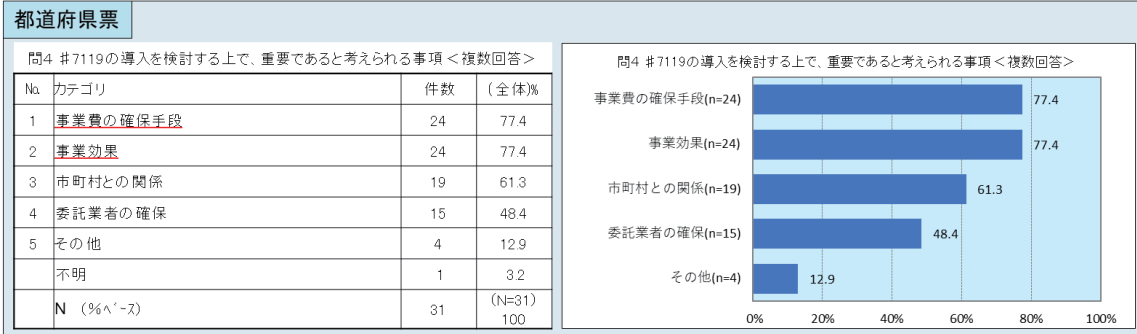 都道府県票
問4 #7119の導入を検討する上で、重要であると考えられる事項<複数回答>
No. カテゴリ 件数 (全体)%
1 事業費の確保手段 24 77.4
2 事業効果 24 77.4
3 市町村との関係 19 61.3
4 委託業者の確保 15 48.4
5 その他 4 12.9
不明 1 3.2
N (%ベース) 31 (N=31) 100
問4 #7119の導入を検討する上で、重要であると考えられる事項<複数回答>
事業費の確保手段(n=24) 77.4
事業効果(n=24) 77.4
市町村との関係(n=19) 61.3
委託業者の確保(n=15) 48.4
その他(n=4) 12.9
0% 20% 40% 60% 80% 100%